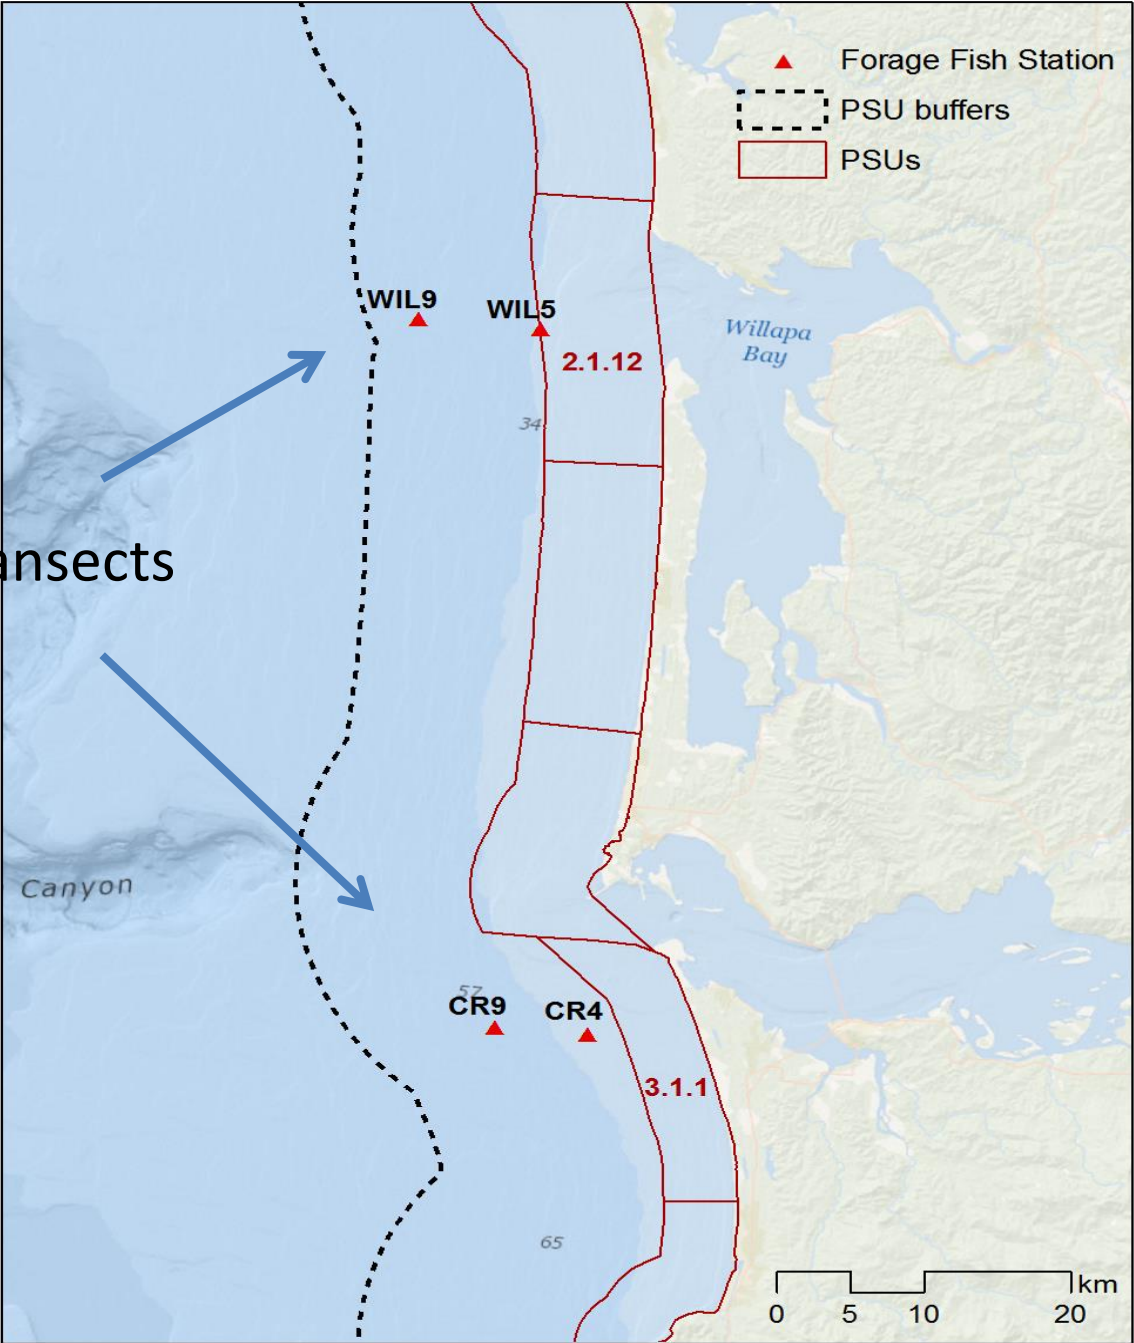 Forage Fish Station
PSU buffers
PSUs
WIL9
WIL5
Willapa
Bay
2.1.12
34
ansects
Canyon
57
CR9
CR4
3.1.1
65
km
0 5 10 20